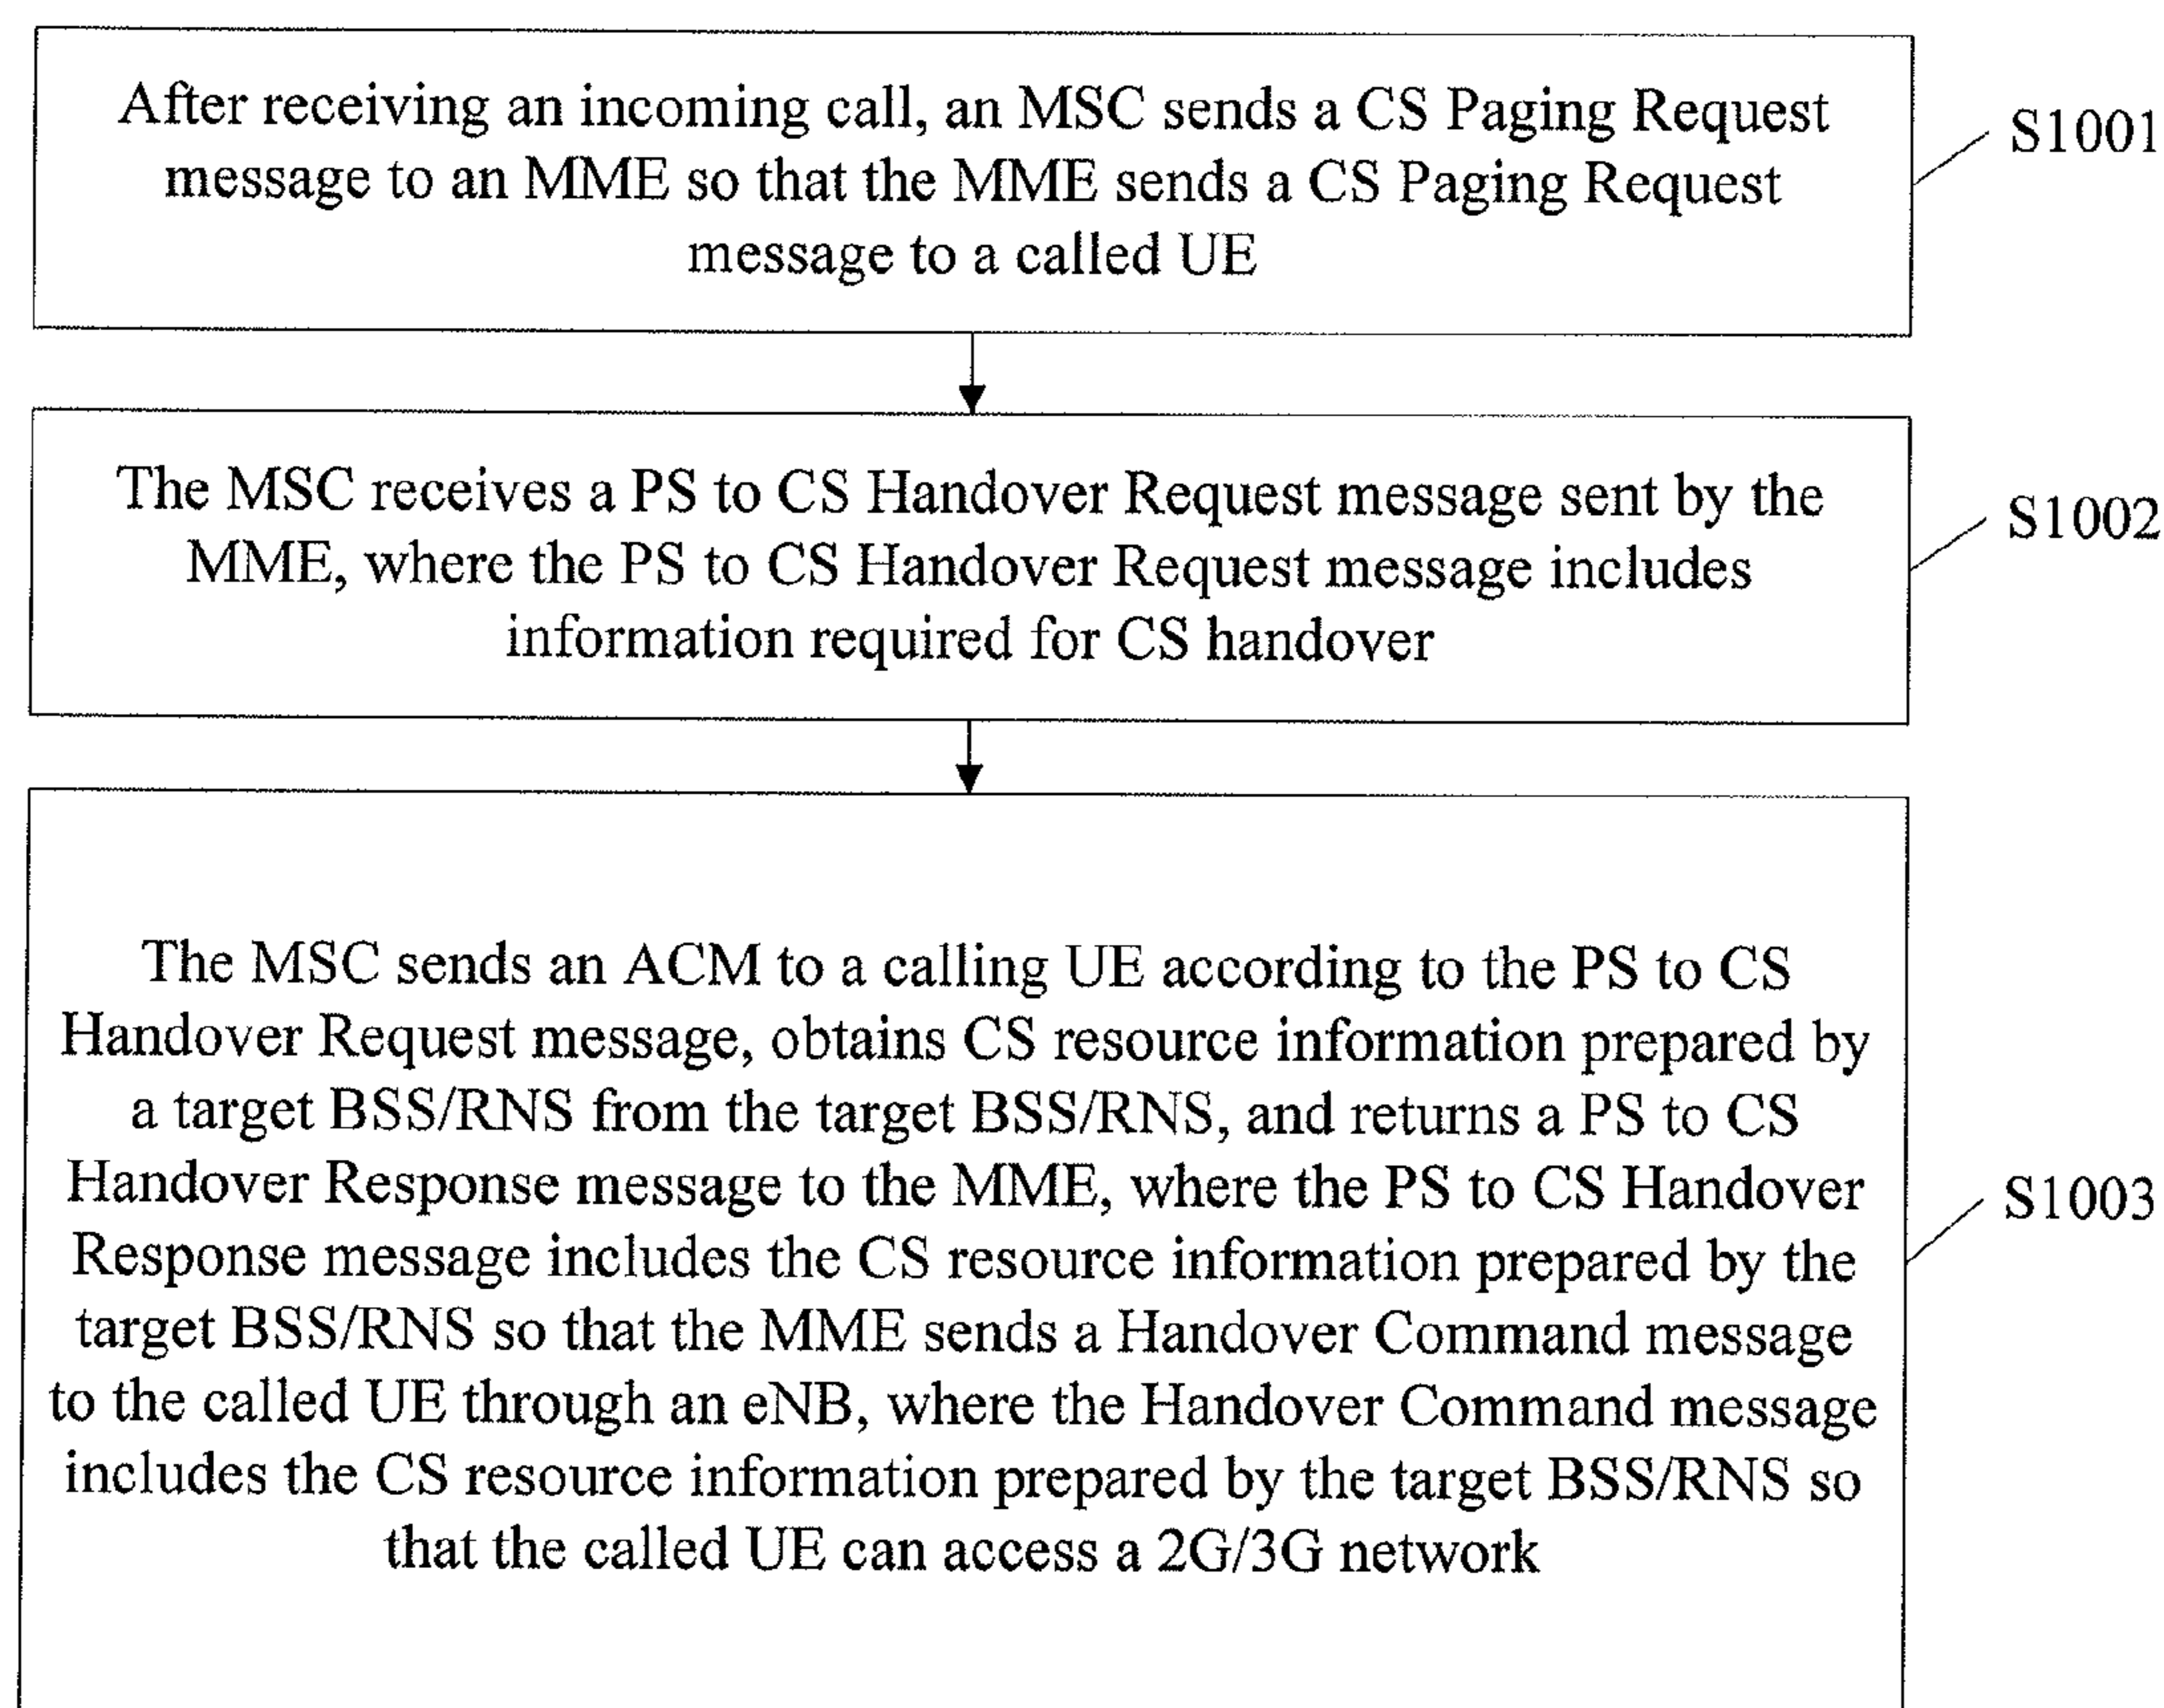 After receiving an incoming call, an MSC sends a CS Paging Request
message to an MME so that the MME sends a CS Paging Request
message to a called UE
S1001
The MSC receives a PS to CS Handover Request message sent by the
MME, where the PS to CS Handover Request message includes
information required for CS handover
S1002
The MSC sends an ACM to a calling UE according to the PS to CS
Handover Request message, obtains CS resource information prepared by
a target BSS/RNS from the target BSS/RNS, and returns a PS to CS
Handover Response message to the MME, where the PS to CS Handover
Response message includes the CS resource information prepared by the
target BSS/RNS so that the MME sends a Handover Command message
to the called UE through an eNB, where the Handover Command message
includes the CS resource information prepared by the target BSS/RNS so
that the called UE can access a 2G/3G network
S1003